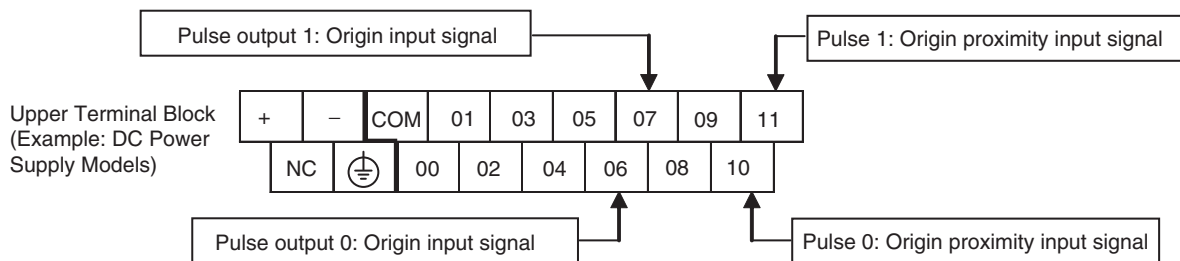 Pulse output 1: Origin input signal
Pulse 1: Origin proximity input signal
Upper Terminal Block
(Example: DC Power
Supply Models)
+ − COM 01 03 05 07 09 11
NC 00 02 04 06 08 10
Pulse output 0: Origin input signal
Pulse 0: Origin proximity input signal